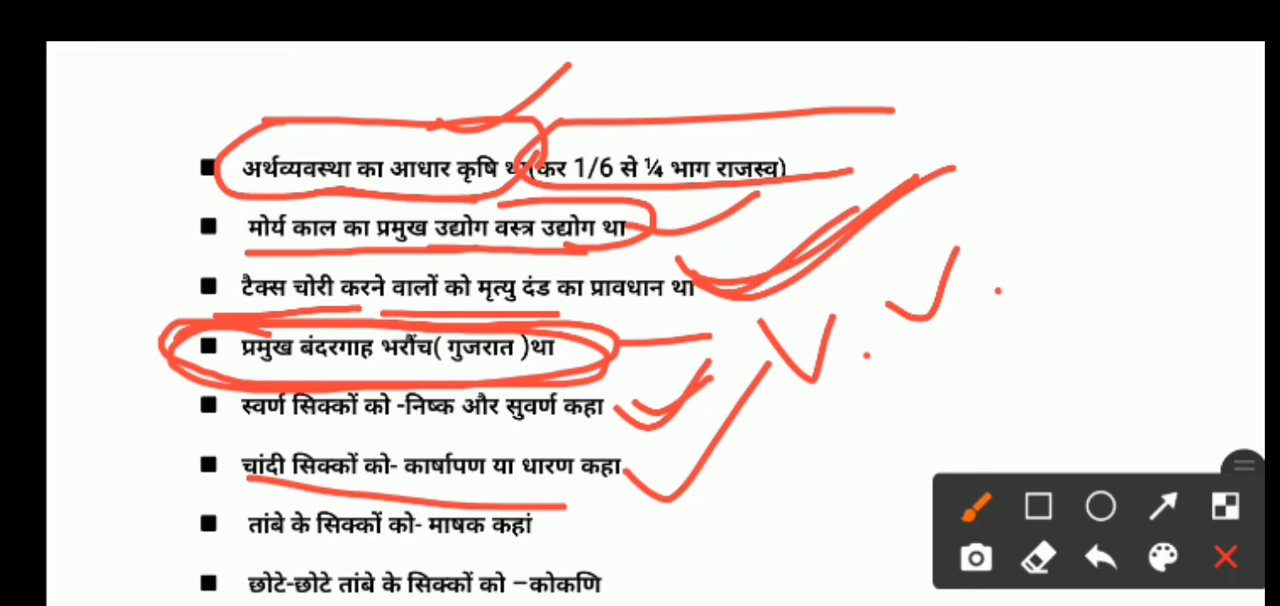 अर्थव्यवस्था का आधार कृषि था(कर 1/6 से ¼ भाग राजस्व)
मोर्य काल का प्रमुख उद्योग वस्त्र उद्योग था
टैक्स चोरी करने वालों को मृत्यु दंड का प्रावधान था
प्रमुख बंदरगाह भरौंच( गुजरात )था
स्वर्ण सिक्कों को -निष्क और सुवर्ण कहा
चांदी सिक्कों को- कार्षापण या धारण कहा
तांबे के सिक्कों को- माषक कहां
छोटे-छोटे तांबे के सिक्कों को –कोकणि